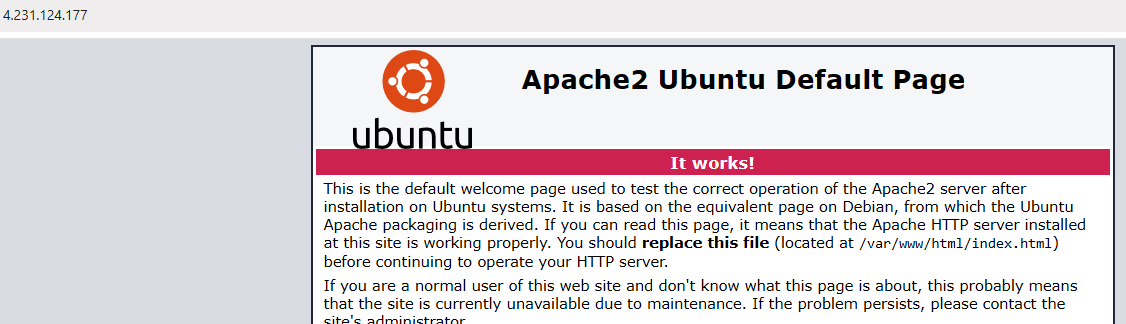 4.231.124.177
Apache2 Ubuntu Default Page
ubuntu
It works!
This is the default welcome page used to test the correct operation of the Apache2 server after
installation on Ubuntu systems. It is based on the equivalent page on Debian, from which the Ubuntu
Apache packaging is derived. If you can read this page, it means that the Apache HTTP server installed
at this site is working properly. You should replace this file (located at /var/www/html/index.html)
before continuing to operate your HTTP server.
If you are a normal user of this web site and don't know what this page is about, this probably means
that the site is currently unavailable due to maintenance. If the problem persists, please contact the
site's administrator.